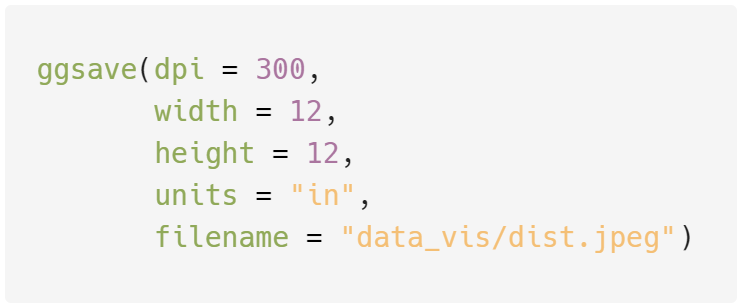 ggsave(dpi = 300,
       width = 12,
       height = 12,
       units = "in",
       filename = "data_vis/dist.jpeg")